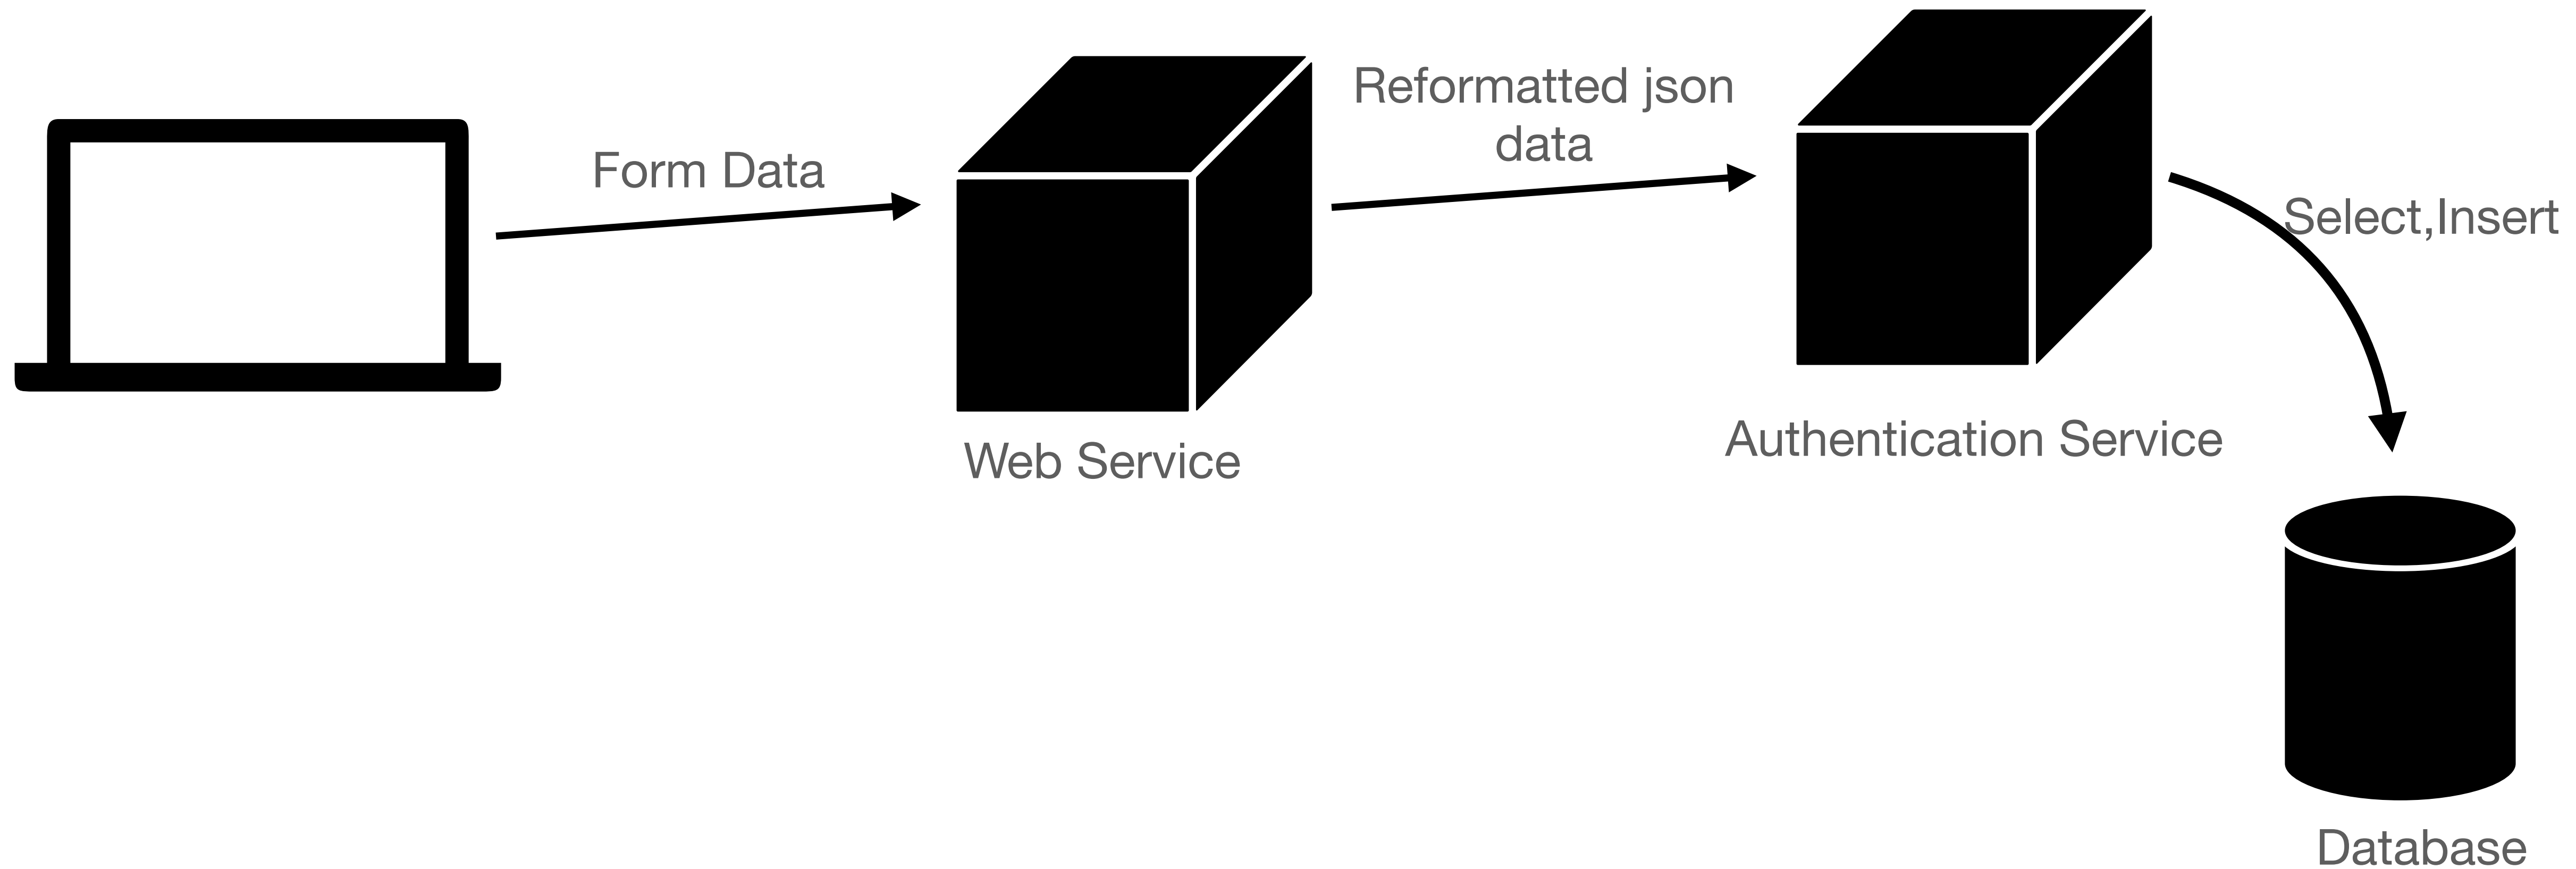 Form Data
Reformatted json
data
Select,Insert
Web Service
Authentication Service
Database